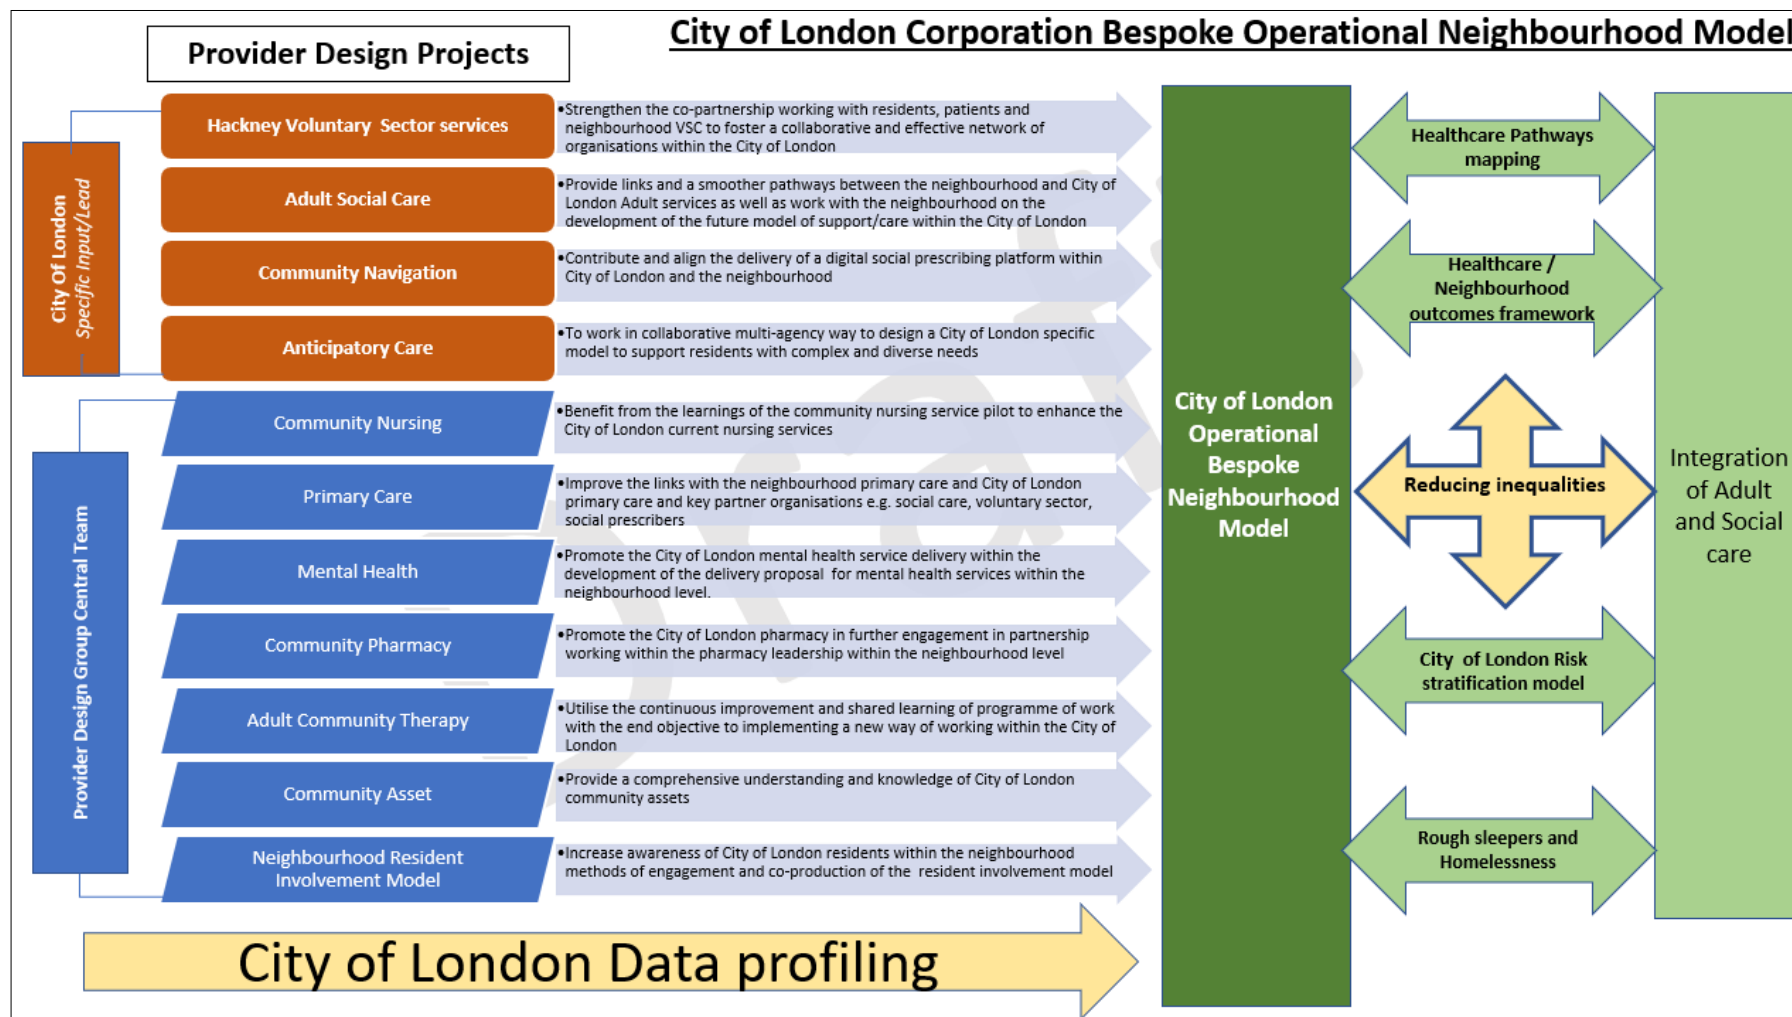 City of London Corporation Bespoke Operational Neighbourhood Model
Provider Design Projects
City Of London
Specific Input/Lead
Hackney Voluntary Sector services
•Strengthen the co-partnership working with residents, patients and
neighbourhood VSC to foster a collaborative and effective network of
organisations within the City of London
Adult Social Care
•Provide links and a smoother pathways between the neighbourhood and City of
London Adult services as well as work with the neighbourhood on the
development of the future model of support/care within the City of London
Community Navigation
•Contribute and align the delivery of a digital social prescribing platform within
City of London and the neighbourhood
Anticipatory Care
•To work in collaborative multi-agency way to design a City of London specific
model to support residents with complex and diverse needs
Provider Design Group Central Team
Community Nursing
•Benefit from the learnings of the community nursing service pilot to enhance the
City of London current nursing services
Primary Care
•Improve the links with the neighbourhood primary care and City of London
primary care and key partner organisations e.g. social care, voluntary sector,
social prescribers
Mental Health
•Promote the City of London mental health service delivery within the
development of the delivery proposal for mental health services within the
neighbourhood level.
Community Pharmacy
•Promote the City of London pharmacy in further engagement in partnership
working within the pharmacy leadership within the neighbourhood level
Adult Community Therapy
•Utilise the continuous improvement and shared learning of programme of work
with the end objective to implementing a new way of working within the City of
London
Community Asset
•Provide a comprehensive understanding and knowledge of City of London
community assets
Neighbourhood Resident
Involvement Model
•Increase awareness of City of London residents within the neighbourhood
methods of engagement and co-production of the resident involvement model
City of London Data profiling
City of London
Operational
Bespoke
Neighbourhood
Model
Healthcare Pathways
mapping
Healthcare /
Neighbourhood
outcomes framework
Reducing inequalities
City of London Risk
stratification model
Rough sleepers and
Homelessness
Integration
of Adult
and Social
care
Draft